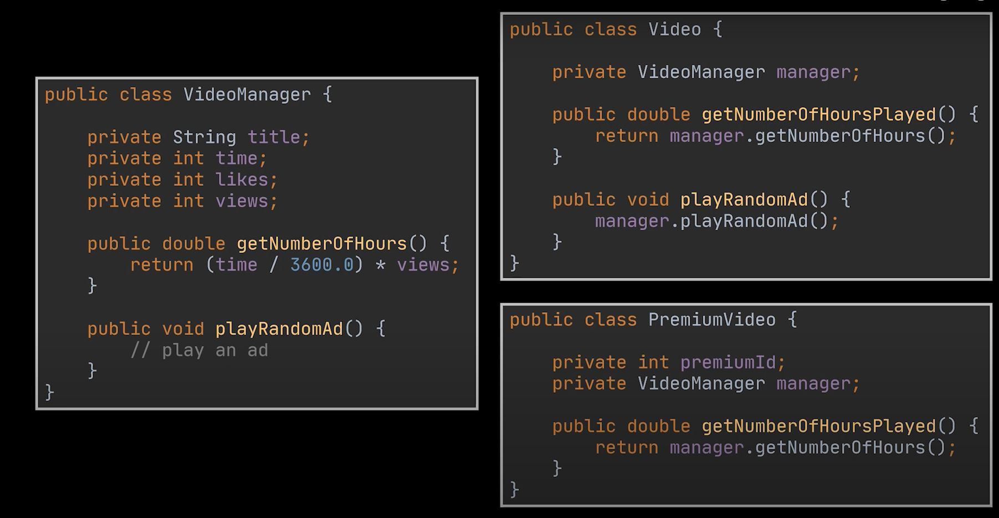 public class VideoManager {
    private String title;
    private int time;
    private int likes;
    private int views;
    public double getNumberOfHours() {
        return (time / 3600.0) * views;
    }
    public void playRandomAd() {
        // play an ad
    }
}
public class Video {
    private VideoManager manager;
    public double getNumberOfHoursPlayed() {
        return manager.getNumberOfHours();
    }
    public void playRandomAd() {
        manager.playRandomAd();
    }
}
public class PremiumVideo {
    private int premiumId;
    private VideoManager manager;
    public double getNumberOfHoursPlayed() {
        return manager.getNumberOfHours();
    }
}